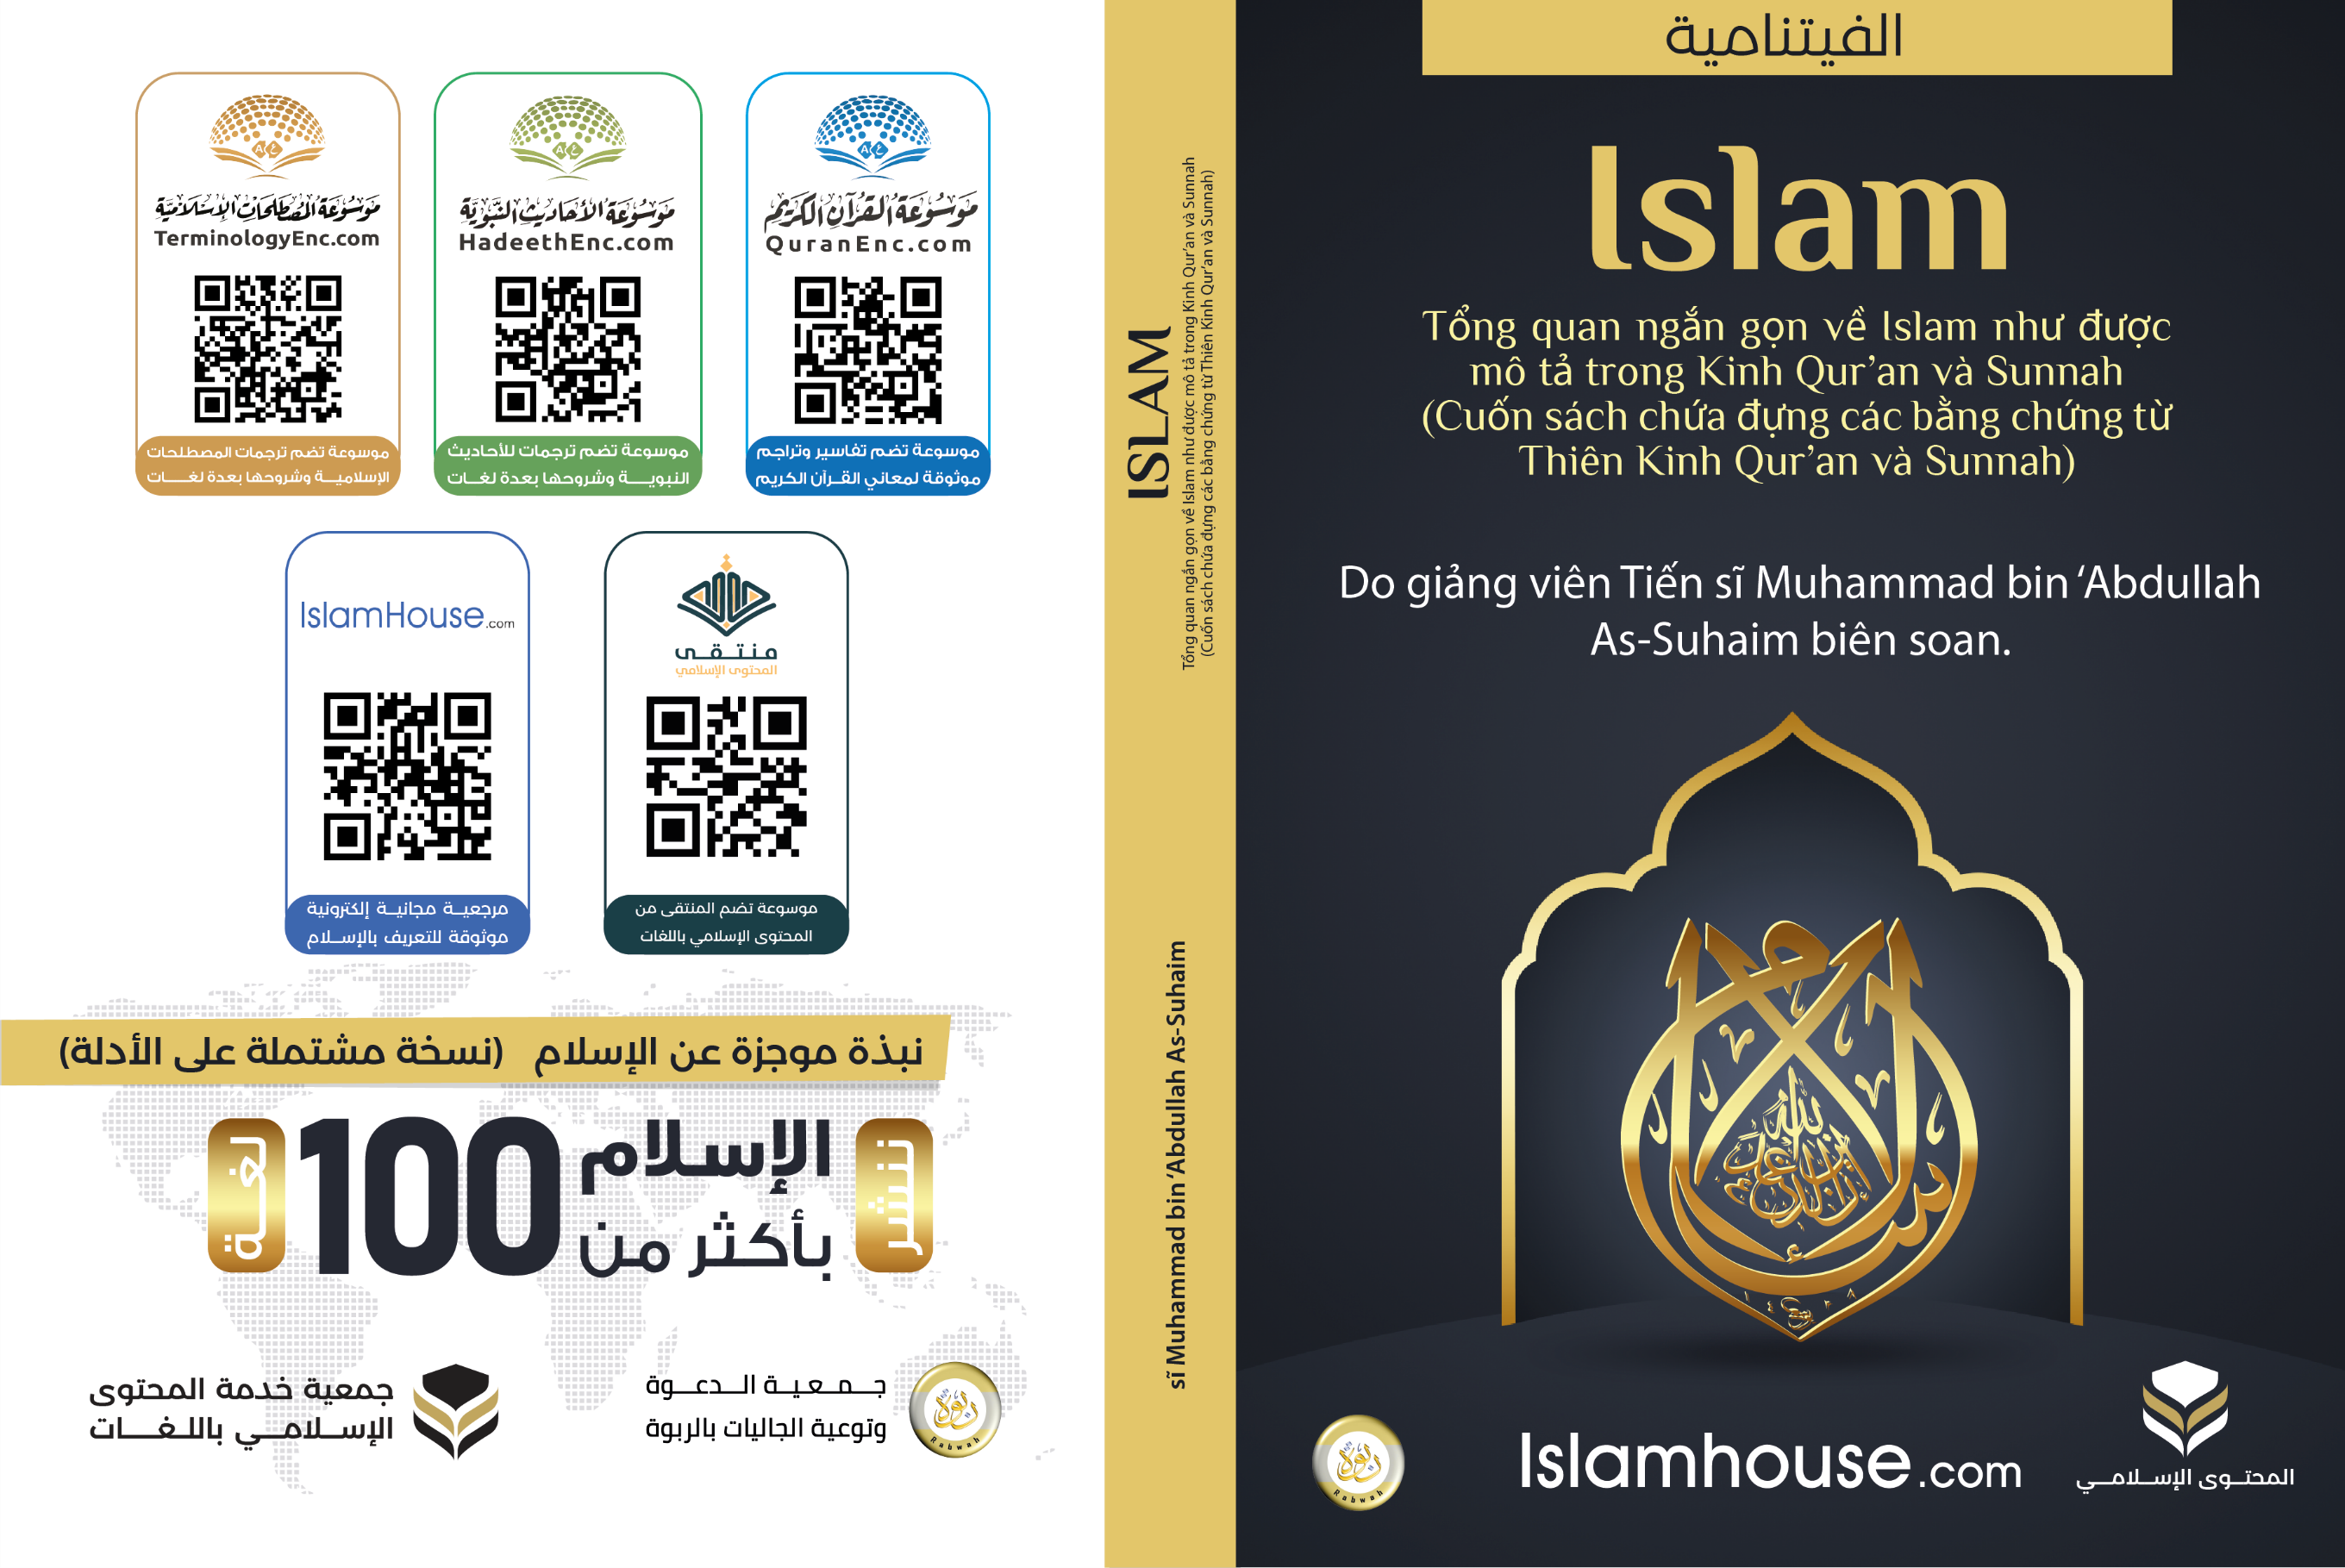 الفيتنامية
Islam
Tổng quan ngắn gọn về Islam như được
mô tả trong Kinh Qur’an và Sunnah
(Cuốn sách chứa đựng các bằng chứng từ
Thiên Kinh Qur’an và Sunnah)
Do giảng viên Tiến sĩ Muhammad bin ‘Abdullah
As-Suhaim biên soan.
Rabwah
Islamhouse.com
المحتوى الإسلامي
ISLAM
Tổng quan ngắn gọn về Islam như được mô tả trong Kinh Qur’an và Sunnah
(Cuốn sách chứa đựng các bằng chứng từ Thiên Kinh Qur’an và Sunnah)
sĩ Muhammad bin ‘Abdullah As-Suhaim
موسوعة القرآن الكريم
QuranEnc.com
موسوعة تضم تفاسير وتراجم
موثوقة لمعاني القرآن الكريم
موسوعة الأحاديث النبوية
HadeethEnc.com
موسوعة تضم ترجمات للأحاديث
النبوية وشروحها بعدة لغات
موسوعة المصطلحات الإسلامية
TerminologyEnc.com
موسوعة تضم ترجمات المصطلحات
الإسلامية وشروحها بعدة لغات
منتقى
المحتوى الإسلامي
موسوعة تضم المنتقى من
المحتوى الإسلامي باللغات
IslamHouse.com
مرجعية مجانية إلكترونية
موثوقة للتعريف بالإسلام
نبذة موجزة عن الإسلام (نسخة مشتملة على الأدلة)
ننشر
الإسلام
بأكثر من
100
لغة
جمعية الدعوة
وتوعية الجاليات بالربوة
Rabwah
جمعية خدمة المحتوى
الإسلامي باللغات